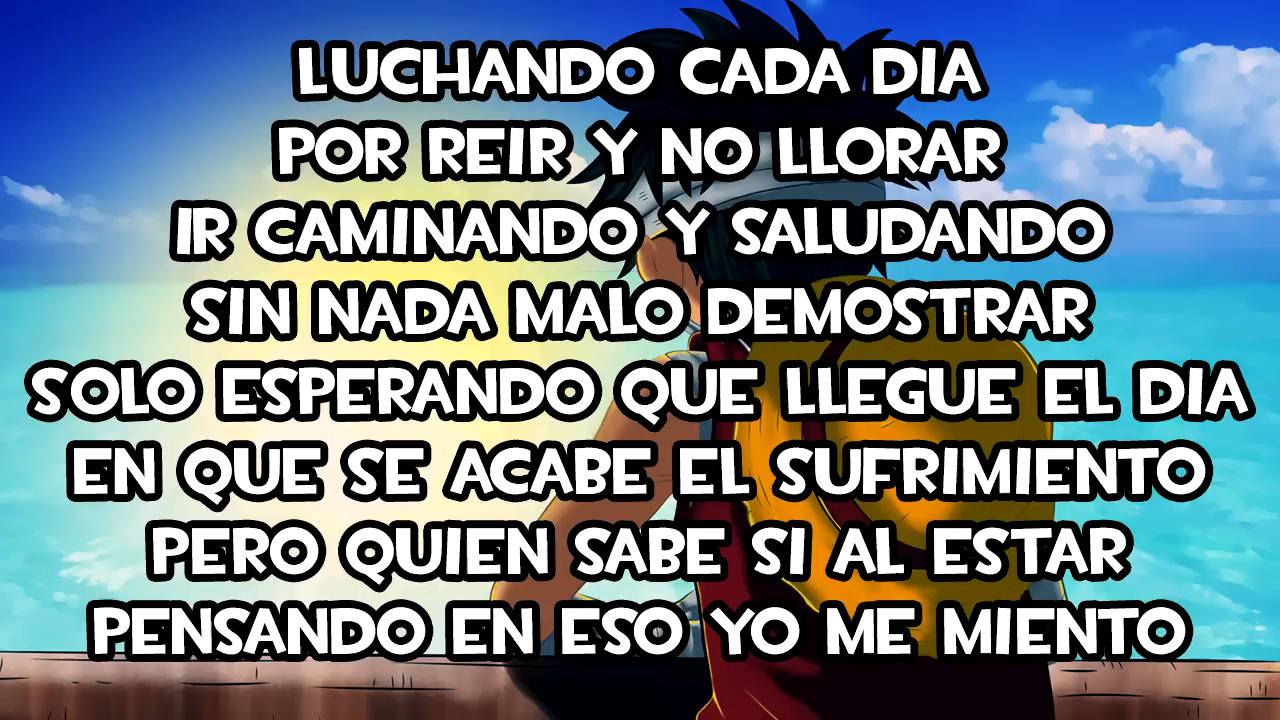 LUCHANDO CADA DIA
POR REIR Y NO LLORAR
IR CAMINANDO Y SALUDANDO
SIN NADA MALO DEMOSTRAR
SOLO ESPERANDO QUE LLEGUE EL DIA
EN QUE SE ACABE EL SUFRIMIENTO
PERO QUIEN SABE SI AL ESTAR
PENSANDO EN ESO YO ME MIENTO